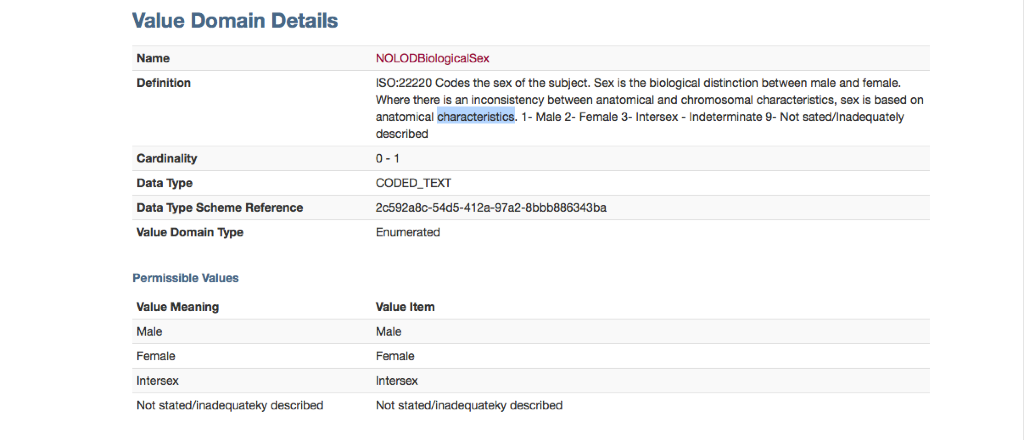 Value Domain Details
Name NOLODBiologicalSex
Definition ISO:22220 Codes the sex of the subject. Sex is the biological distinction between male and female.
Where there is an inconsistency between anatomical and chromosomal characteristics, sex is based on
anatomical characteristics. 1- Male 2- Female 3- Intersex - Indeterminate 9- Not sated/Inadequately
described
Cardinality 0 - 1
Data Type CODED_TEXT
Data Type Scheme Reference 2c592a8c-54d5-412a-97a2-8bbb886343ba
Value Domain Type Enumerated
Permissible Values
Value Meaning Value Item
Male Male
Female Female
Intersex Intersex
Not stated/inadequateky described Not stated/inadequateky described